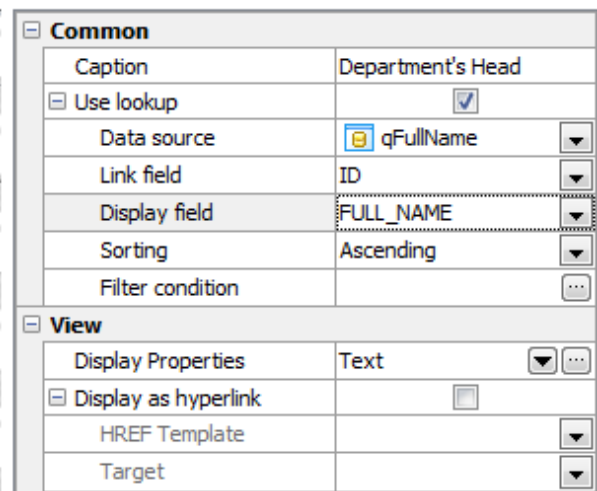 Common
Caption Department's Head
Use lookup
Data source qFullName
Link field ID
Display field FULL_NAME
Sorting Ascending
Filter condition
View
Display Properties Text
Display as hyperlink
HREF Template
Target